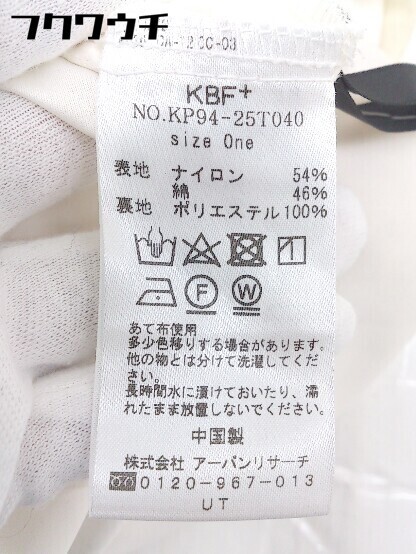 フクワウチ
KBF+
NO.KP94-25T040
size One
表地 ナイロン 54%
綿 46%
裏地 ポリエステル100%
F W
あて布使用
多少色移りする場合があります。
他の物とは分けて洗濯してくだ
さい。
長時間水に漬けておいたり、濡
れたまま放置しないでください。
中国製
株式会社 アーバンリサーチ
0120-967-013
UT